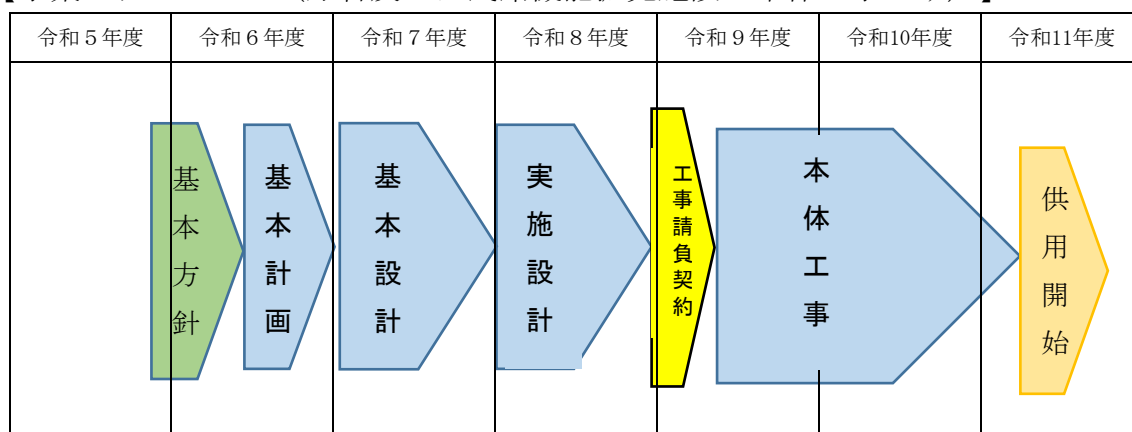 令和５年度
令和６年度
令和７年度
令和８年度
令和９年度
令和10年度
令和11年度
基本方針
基本計画
基本設計
実施設計
工事請負契約
本体工事
供用開始